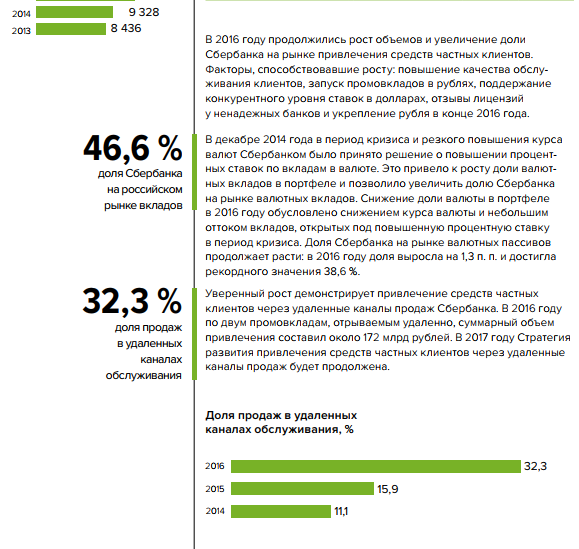 2014 9 328
2013 8 436
В 2016 году продолжились рост объемов и увеличение доли
Сбербанка на рынке привлечения средств частных клиентов.
Факторы, способствовавшие росту: повышение качества обслу-
живания клиентов, запуск промовкладов в рублях, поддержание
конкурентного уровня ставок в долларах, отзывы лицензий
у ненадежных банков и укрепление рубля в конце 2016 года.
46,6 %
доля Сбербанка
на российском
рынке вкладов
В декабре 2014 года в период кризиса и резкого повышения курса
валют Сбербанком было принято решение о повышении процент-
ных ставок по вкладам в валюте. Это привело к росту доли валют-
ных вкладов в портфеле и позволило увеличить долю Сбербанка
на рынке валютных вкладов. Снижение доли валюты в портфеле
в 2016 году обусловлено снижением курса валюты и небольшим
оттоком вкладов, открытых под повышенную процентную ставку
в период кризиса. Доля Сбербанка на рынке валютных пассивов
продолжает расти: в 2016 году доля выросла на 1,3 п. п. и достигла
рекордного значения 38,6 %.
32,3 %
доля продаж
в удаленных
каналах
обслуживания
Уверенный рост демонстрирует привлечение средств частных
клиентов через удаленные каналы продаж Сбербанка. В 2016 году
по двум промовкладам, отрываемым удаленно, суммарный объем
привлечения составил около 172 млрд рублей. В 2017 году Стратегия
развития привлечения средств частных клиентов через удаленные
каналы продаж будет продолжена.
Доля продаж в удаленных
каналах обслуживания, %
2016 32,3
2015 15,9
2014 11,1